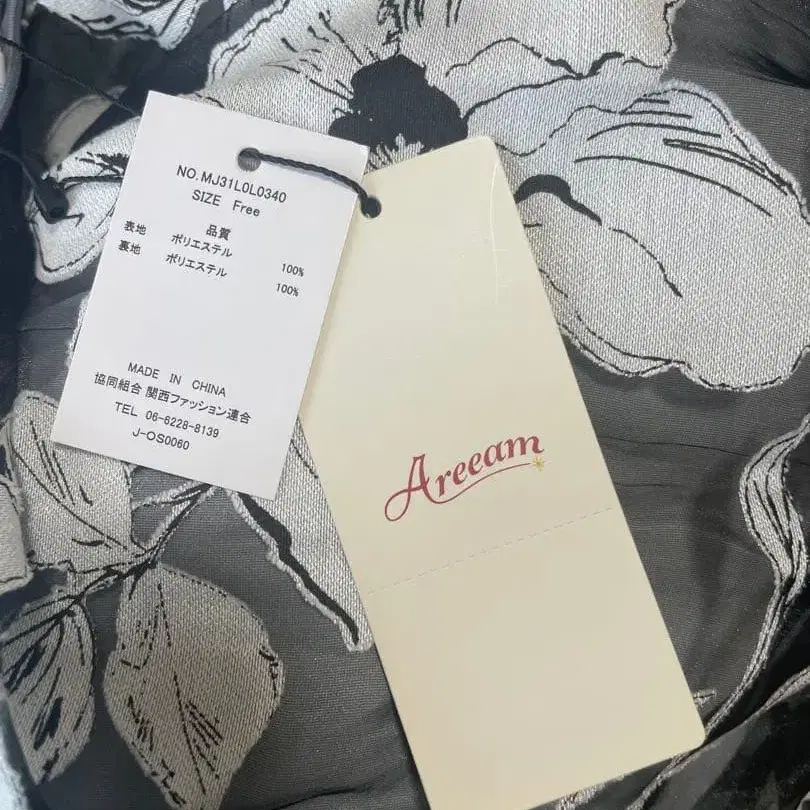 NO.MJ31L0L0340
SIZE Free
品質
表地 ポリエステル 100%
裏地 ポリエステル 100%
MADE IN CHINA
協同組合 関西ファッション連合
TEL 06-6228-8139
J-OS0060
Areeam